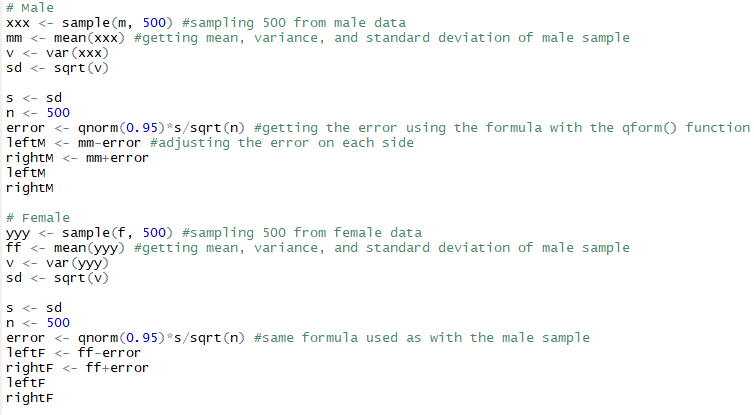 # Male
xxx <- sample(m, 500) #sampling 500 from male data
mm <- mean(xxx) #getting mean, variance, and standard deviation of male sample
v <- var(xxx)
sd <- sqrt(v)
s <- sd
n <- 500
error <- qnorm(0.95)*s/sqrt(n) #getting the error using the formula with the qform() function
leftM <- mm-error #adjusting the error on each side
rightM <- mm+error
leftM
rightM
# Female
yyy <- sample(f, 500) #sampling 500 from female data
ff <- mean(yyy) #getting mean, variance, and standard deviation of male sample
v <- var(yyy)
sd <- sqrt(v)
s <- sd
n <- 500
error <- qnorm(0.95)*s/sqrt(n) #same formula used as with the male sample
leftF <- ff-error
rightF <- ff+error
leftF
rightF